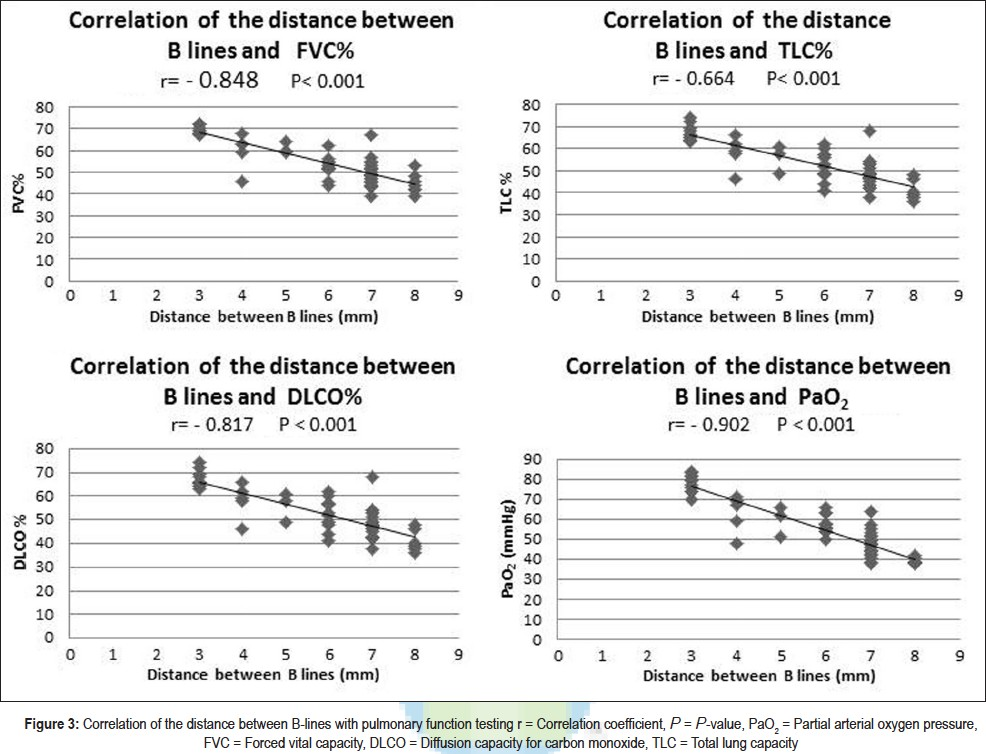 Correlation of the distance between
B lines and FVC%
r= - 0.848 P< 0.001
80
70
60
50
40
30
20
10
0
FVC%
0 1 2 3 4 5 6 7 8 9
Distance between B lines (mm)
Correlation of the distance
B lines and TLC%
r= - 0.664 P< 0.001
80
70
60
50
40
30
20
10
0
TLC %
0 1 2 3 4 5 6 7 8 9
Distance between B lines (mm)
Correlation of the distance between
B lines and DLCO%
r= - 0.817 P < 0.001
80
70
60
50
40
30
20
10
0
DLCO %
0 1 2 3 4 5 6 7 8 9
Distance between B lines (mm)
Correlation of the distance between
B lines and PaO₂
r= - 0.902 P < 0.001
90
80
70
60
50
40
30
20
10
0
PaO₂ (mmHg)
0 1 2 3 4 5 6 7 8 9
Distance between B lines (mm)
Figure 3: Correlation of the distance between B-lines with pulmonary function testing r = Correlation coefficient, P = P-value, PaO₂ = Partial arterial oxygen pressure,
FVC = Forced vital capacity, DLCO = Diffusion capacity for carbon monoxide, TLC = Total lung capacity